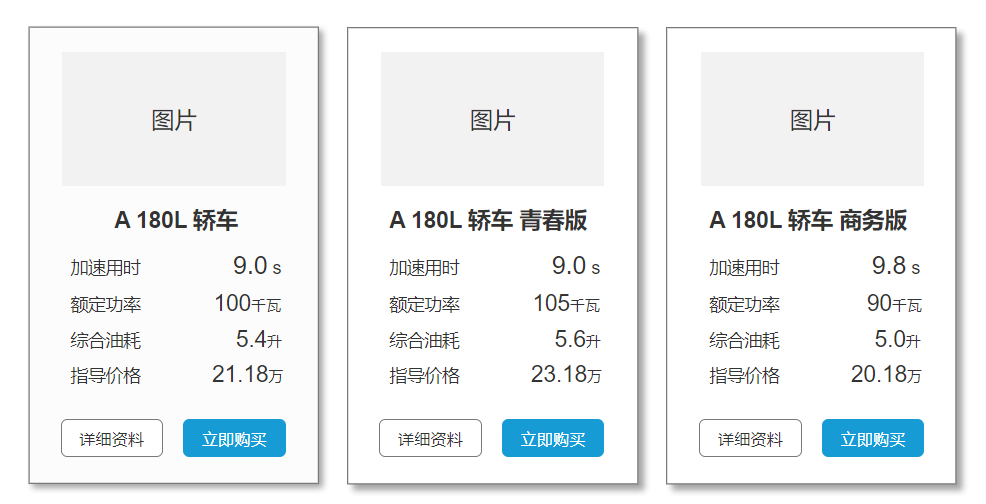 图片
A 180L 轿车
加速用时 9.0 s
额定功率 100千瓦
综合油耗 5.4升
指导价格 21.18万
详细资料 立即购买
图片
A 180L 轿车 青春版
加速用时 9.0 s
额定功率 105千瓦
综合油耗 5.6升
指导价格 23.18万
详细资料 立即购买
图片
A 180L 轿车 商务版
加速用时 9.8 s
额定功率 90千瓦
综合油耗 5.0升
指导价格 20.18万
详细资料 立即购买